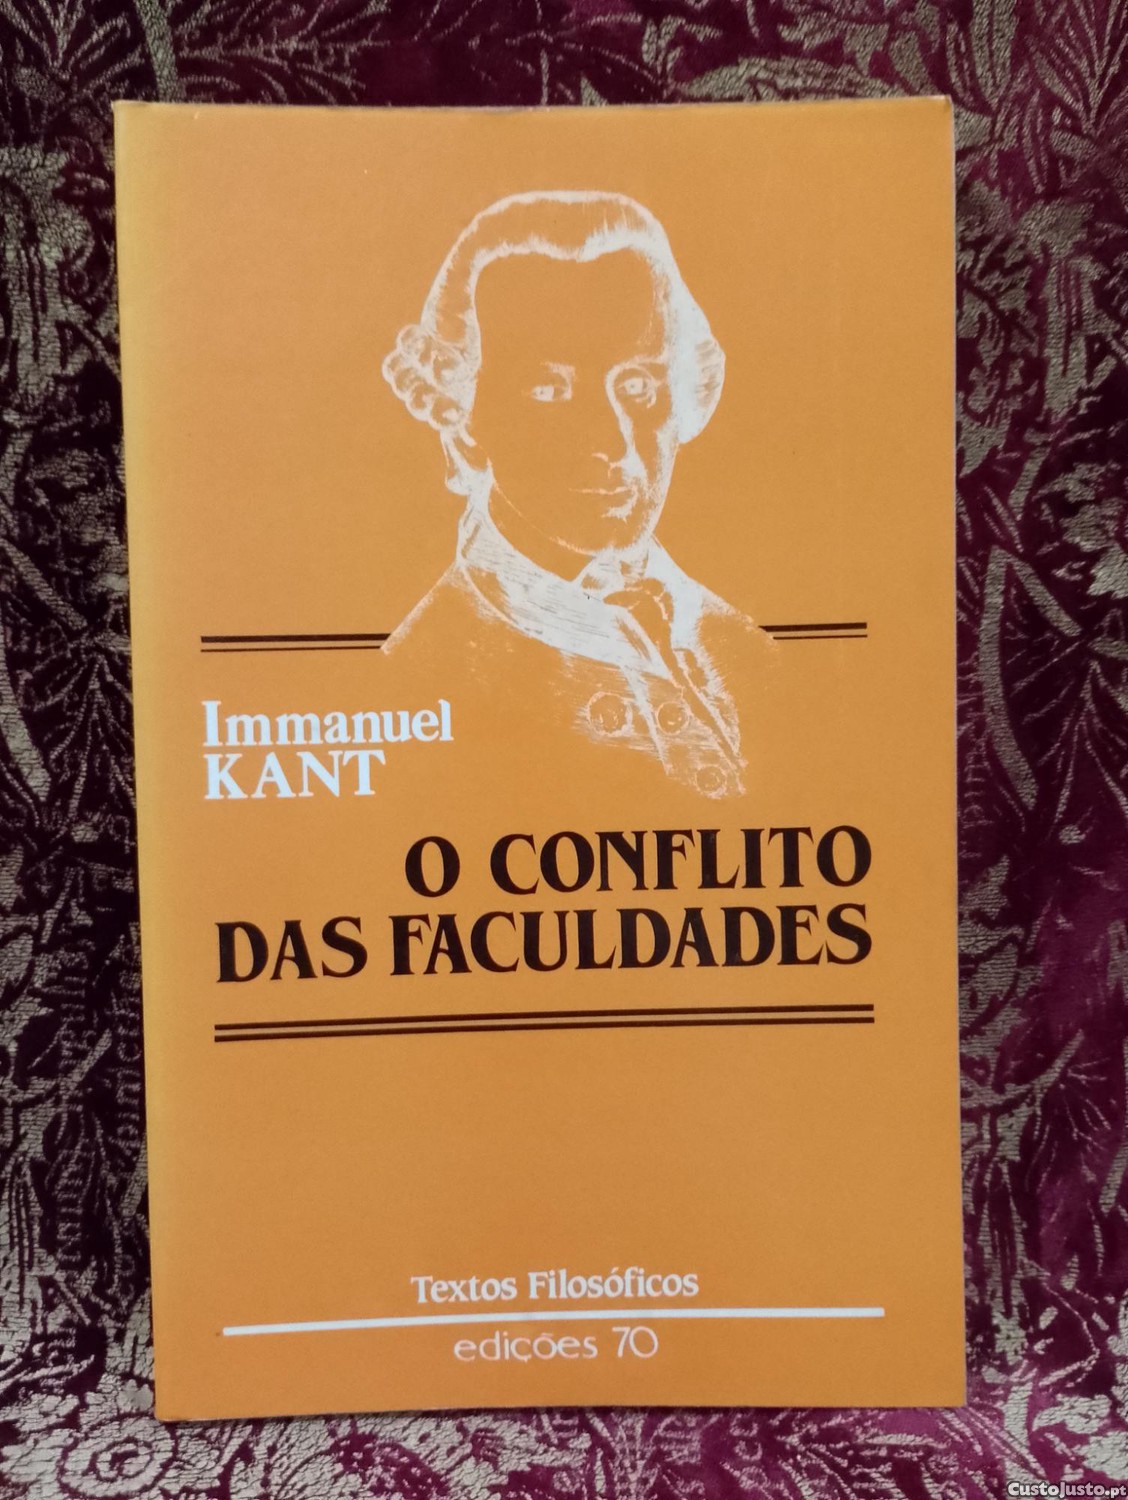 Immanuel
KANT
O CONFLITO
DAS FACULDADES
Textos Filosóficos
edições 70
CustoJusto.pt